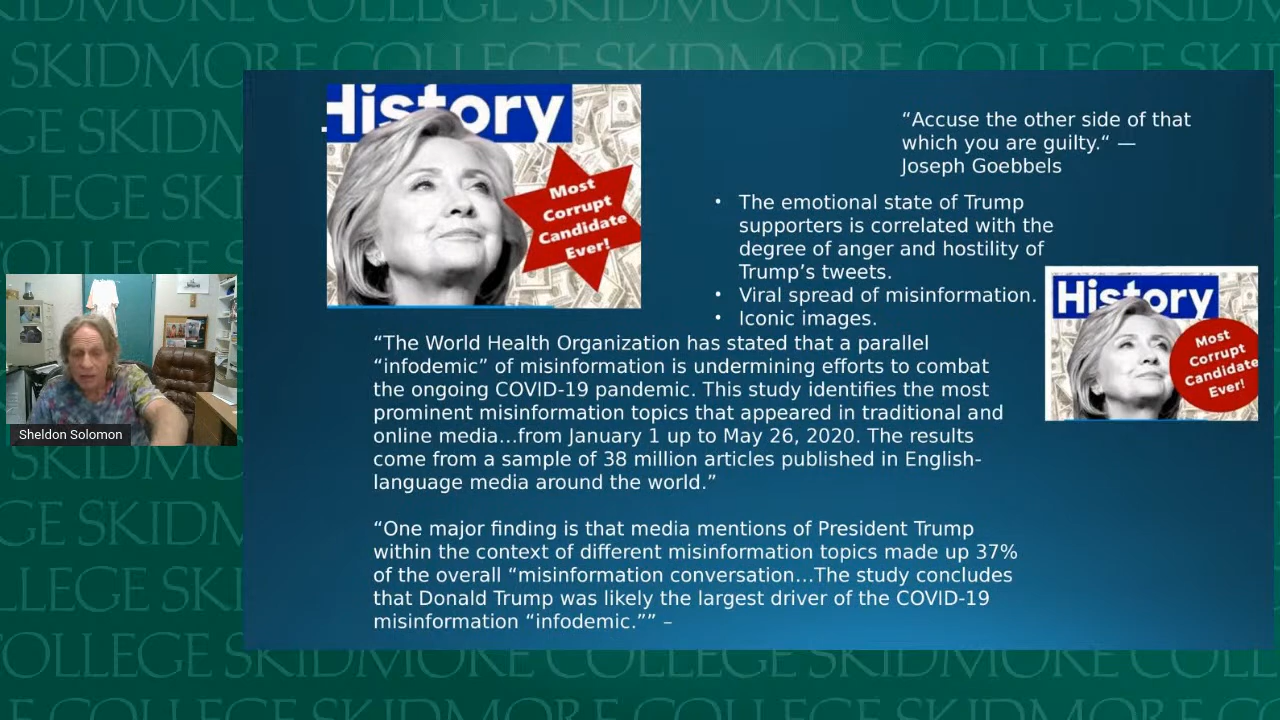 SKIDMORE COLLEGE SKIDMORE COLLEGE
History
Most
Corrupt
Candidate
Ever!
“Accuse the other side of that
which you are guilty.“ —
Joseph Goebbels
• The emotional state of Trump
supporters is correlated with the
degree of anger and hostility of
Trump’s tweets.
• Viral spread of misinformation.
• Iconic images.
History
Most
Corrupt
Candidate
Ever!
“The World Health Organization has stated that a parallel
“infodemic” of misinformation is undermining efforts to combat
the ongoing COVID-19 pandemic. This study identifies the most
prominent misinformation topics that appeared in traditional and
online media…from January 1 up to May 26, 2020. The results
come from a sample of 38 million articles published in English-
language media around the world.”
“One major finding is that media mentions of President Trump
within the context of different misinformation topics made up 37%
of the overall “misinformation conversation…The study concludes
that Donald Trump was likely the largest driver of the COVID-19
misinformation “infodemic.”” –
Sheldon Solomon